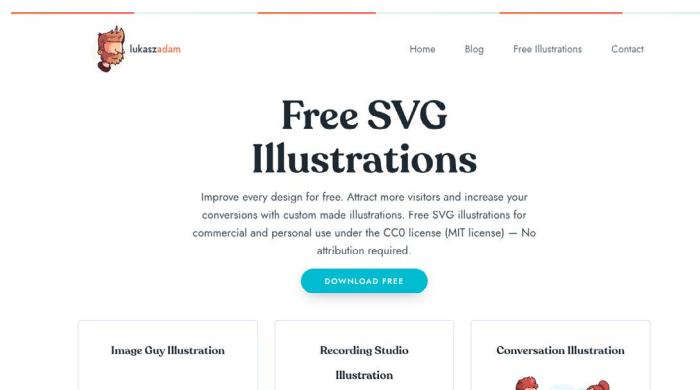 lukaszadam
Home Blog Free Illustrations Contact
Free SVG
Illustrations
Improve every design for free. Attract more visitors and increase your
conversions with custom made illustrations. Free SVG illustrations for
commercial and personal use under the CC0 license (MIT license) — No
attribution required.
DOWNLOAD FREE
Image Guy Illustration
Recording Studio
Illustration
Conversation Illustration